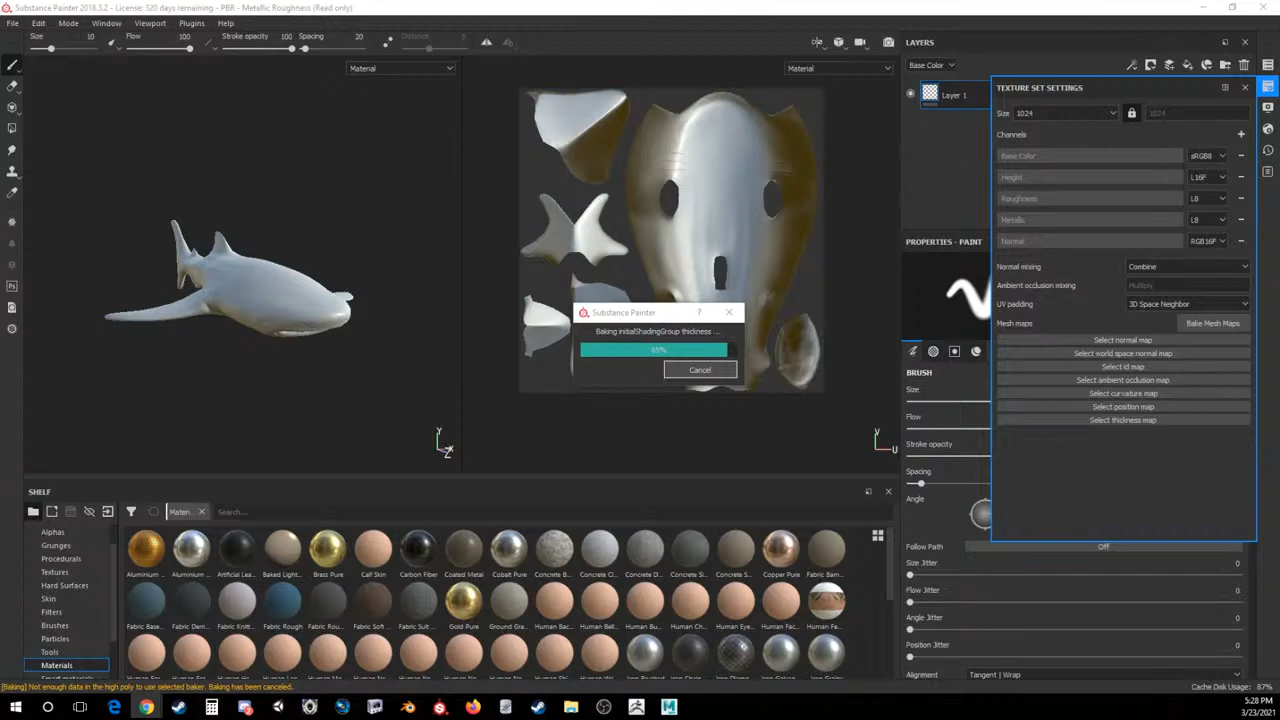 Substance Painter 2018.3.2 - License: 320 days remaining - PBR - Metallic Roughness (Read only)
File Edit Mode Window Viewport Plugins Help
Size 10 Flow 100 Stroke opacity 100 Spacing 20 Distance 8
LAYERS
Material
Material
Base Color
Layer 1
TEXTURE SET SETTINGS
Size 1024 1024
Channels
Base Color sRGB8
Height L16F
Roughness L8
Metallic L8
Normal RGB16F
Normal mixing Combine
Ambient occlusion mixing Multiply
UV padding 3D Space Neighbor
Mesh maps Bake Mesh Maps
Select normal map
Select world space normal map
Select id map
Select ambient occlusion map
Select curvature map
Select position map
Select thickness map
PROPERTIES - PAINT
Substance Painter ?
Baking initialShadingGroup thickness ...
Cancel
BRUSH
Size
Flow
Stroke opacity
Spacing
Angle
Follow Path Off
Size Jitter 0
Flow Jitter 0
Angle Jitter 0
Position Jitter 0
Alignment Tangent | Wrap
Y
Z
V
U
SHELF
Materi... Search...
Alphas
Grunges
Procedurals
Textures
Hard Surfaces
Skin
Filters
Brushes
Particles
Tools
Materials
Aluminium ... Aluminium ... Artificial Lea... Baked Light... Brass Pure Calf Skin Carbon Fiber Coated Metal Cobalt Pure Concrete B... Concrete Cl... Concrete D... Concrete Si... Concrete S... Copper Pure Fabric Bam...
Fabric Base... Fabric Deni... Fabric Knitt... Fabric Rough Fabric Rou... Fabric Soft ... Fabric Suit ... Gold Pure Ground Gra... Human Bac... Human Bell... Human Bu... Human Ch... Human Ey... Human Fac... Human Fe...
[Baking] Not enough data in the high poly to use selected baker. Baking has been canceled.
Cache Disk Usage: 87%
5:28 PM
3/23/2021